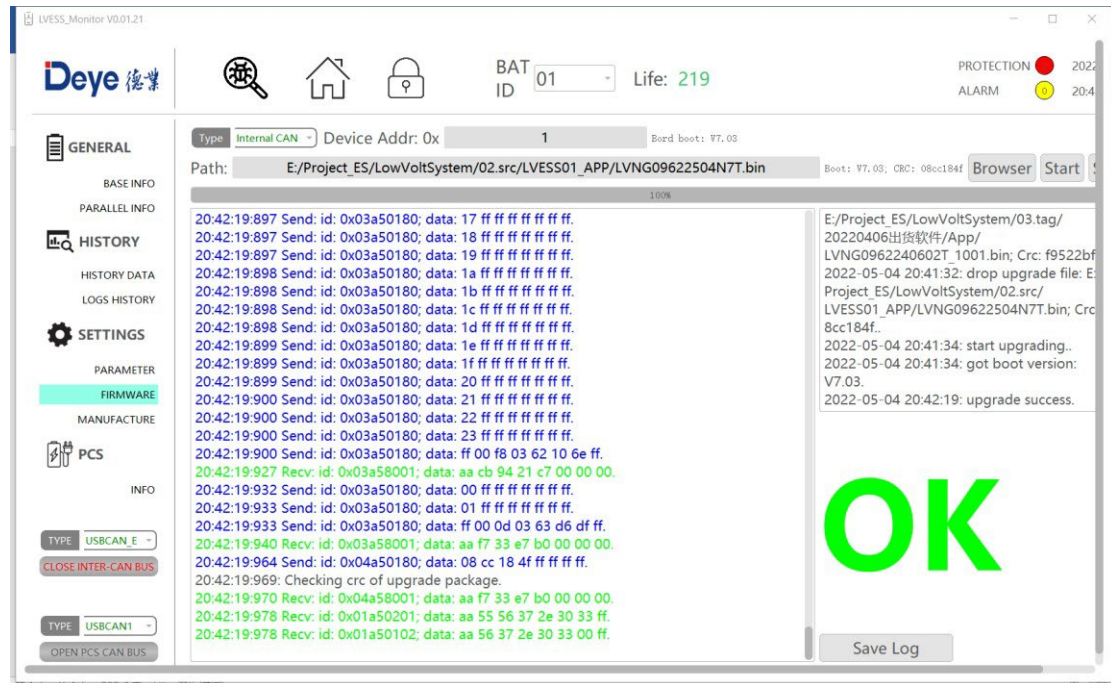 LVESS_Monitor V0.01.21
Deye 德業
BAT ID 01 Life: 219
PROTECTION 2022
ALARM 0 20:4
GENERAL
BASE INFO
PARALLEL INFO
HISTORY
HISTORY DATA
LOGS HISTORY
SETTINGS
PARAMETER
FIRMWARE
MANUFACTURE
PCS
INFO
TYPE USBCAN_E
CLOSE INTER-CAN BUS
TYPE USBCAN1
OPEN PCS CAN BUS
Type Internal CAN Device Addr: 0x 1 Bord boot: V7.03
Path: E:/Project_ES/LowVoltSystem/02.src/LVESS01_APP/LVNG09622504N7T.bin Boot: V7.03; CRC: 08cc184f Browser Start S
100%
20:42:19:897 Send: id: 0x03a50180; data: 17 ff ff ff ff ff ff ff.
20:42:19:897 Send: id: 0x03a50180; data: 18 ff ff ff ff ff ff ff.
20:42:19:897 Send: id: 0x03a50180; data: 19 ff ff ff ff ff ff ff.
20:42:19:898 Send: id: 0x03a50180; data: 1a ff ff ff ff ff ff ff.
20:42:19:898 Send: id: 0x03a50180; data: 1b ff ff ff ff ff ff ff.
20:42:19:898 Send: id: 0x03a50180; data: 1c ff ff ff ff ff ff ff.
20:42:19:898 Send: id: 0x03a50180; data: 1d ff ff ff ff ff ff ff.
20:42:19:899 Send: id: 0x03a50180; data: 1e ff ff ff ff ff ff ff.
20:42:19:899 Send: id: 0x03a50180; data: 1f ff ff ff ff ff ff ff.
20:42:19:899 Send: id: 0x03a50180; data: 20 ff ff ff ff ff ff ff.
20:42:19:900 Send: id: 0x03a50180; data: 21 ff ff ff ff ff ff ff.
20:42:19:900 Send: id: 0x03a50180; data: 22 ff ff ff ff ff ff ff.
20:42:19:900 Send: id: 0x03a50180; data: 23 ff ff ff ff ff ff ff.
20:42:19:900 Send: id: 0x03a50180; data: ff 00 f8 03 62 10 6e ff.
20:42:19:927 Recv: id: 0x03a58001; data: aa cb 94 21 c7 00 00 00.
20:42:19:932 Send: id: 0x03a50180; data: 00 ff ff ff ff ff ff ff.
20:42:19:933 Send: id: 0x03a50180; data: 01 ff ff ff ff ff ff ff.
20:42:19:933 Send: id: 0x03a50180; data: ff 00 0d 03 63 d6 df ff.
20:42:19:940 Recv: id: 0x03a58001; data: aa f7 33 e7 b0 00 00 00.
20:42:19:964 Send: id: 0x04a50180; data: 08 cc 18 4f ff ff ff ff.
20:42:19:969: Checking crc of upgrade package.
20:42:19:970 Recv: id: 0x04a58001; data: aa f7 33 e7 b0 00 00 00.
20:42:19:978 Recv: id: 0x01a50201; data: aa 55 56 37 2e 30 33 ff.
20:42:19:978 Recv: id: 0x01a50102; data: aa 56 37 2e 30 33 00 ff.
E:/Project_ES/LowVoltSystem/03.tag/
20220406出货软件/App/
LVNG0962240602T_1001.bin; Crc: f9522bf
2022-05-04 20:41:32: drop upgrade file: E:
Project_ES/LowVoltSystem/02.src/
LVESS01_APP/LVNG09622504N7T.bin; Crc
8cc184f..
2022-05-04 20:41:34: start upgrading..
2022-05-04 20:41:34: got boot version:
V7.03.
2022-05-04 20:42:19: upgrade success.
OK
Save Log